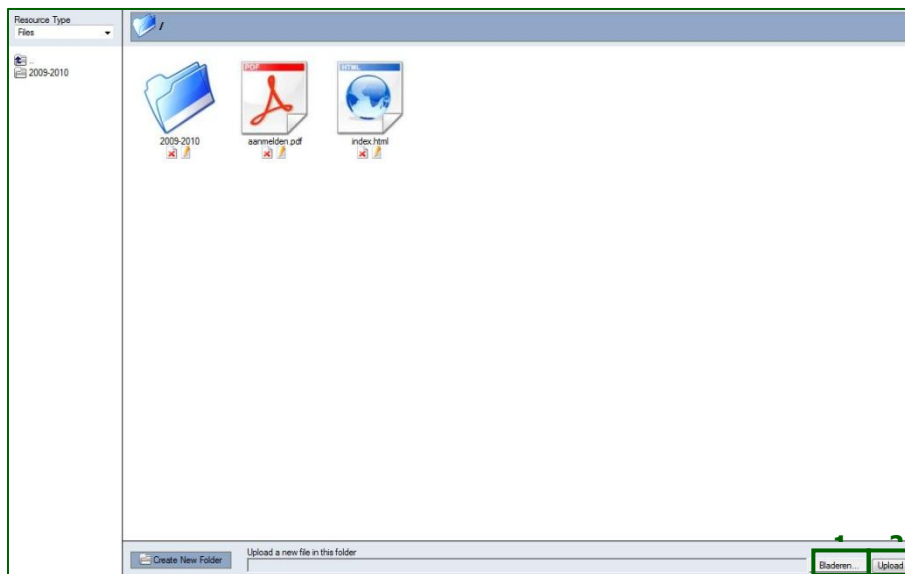 Resource Type
Files
/
..
2009-2010
PDF
HTML
2009-2010
aanmelden.pdf
index.html
Create New Folder
Upload a new file in this folder
Bladeren...
Upload